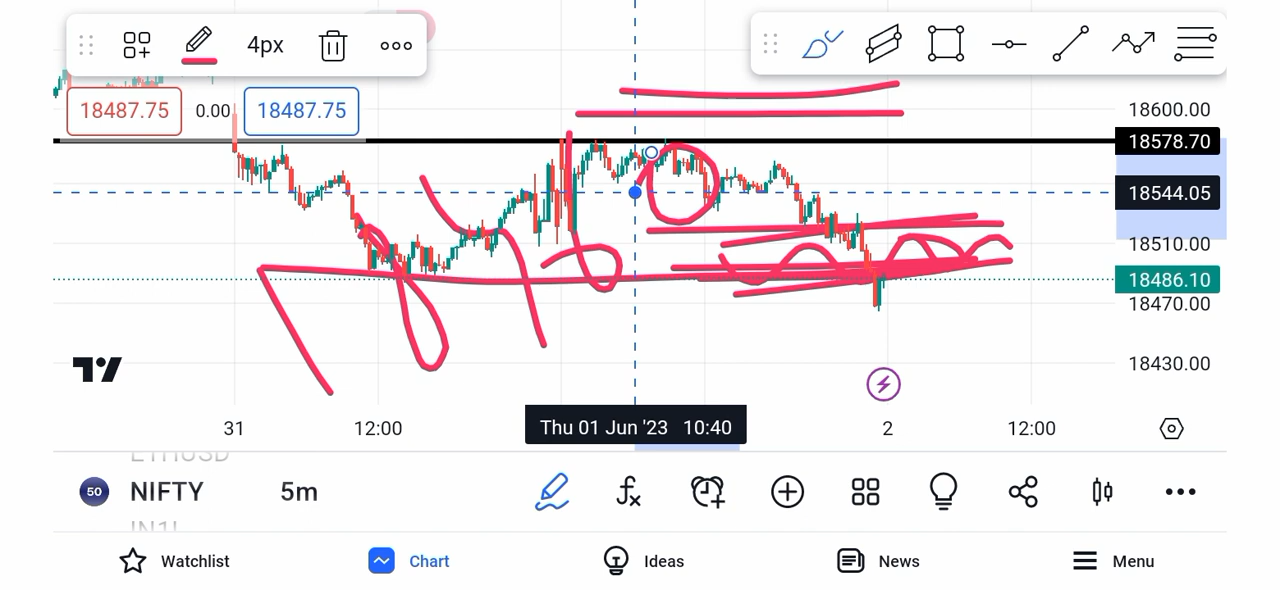 4px
18487.75 0.00 18487.75
18600.00
18578.70
18544.05
18510.00
18486.10
18470.00
18430.00
31 12:00 Thu 01 Jun '23 10:40 2 12:00
ETHUSD
50 NIFTY 5m
Watchlist Chart Ideas News Menu